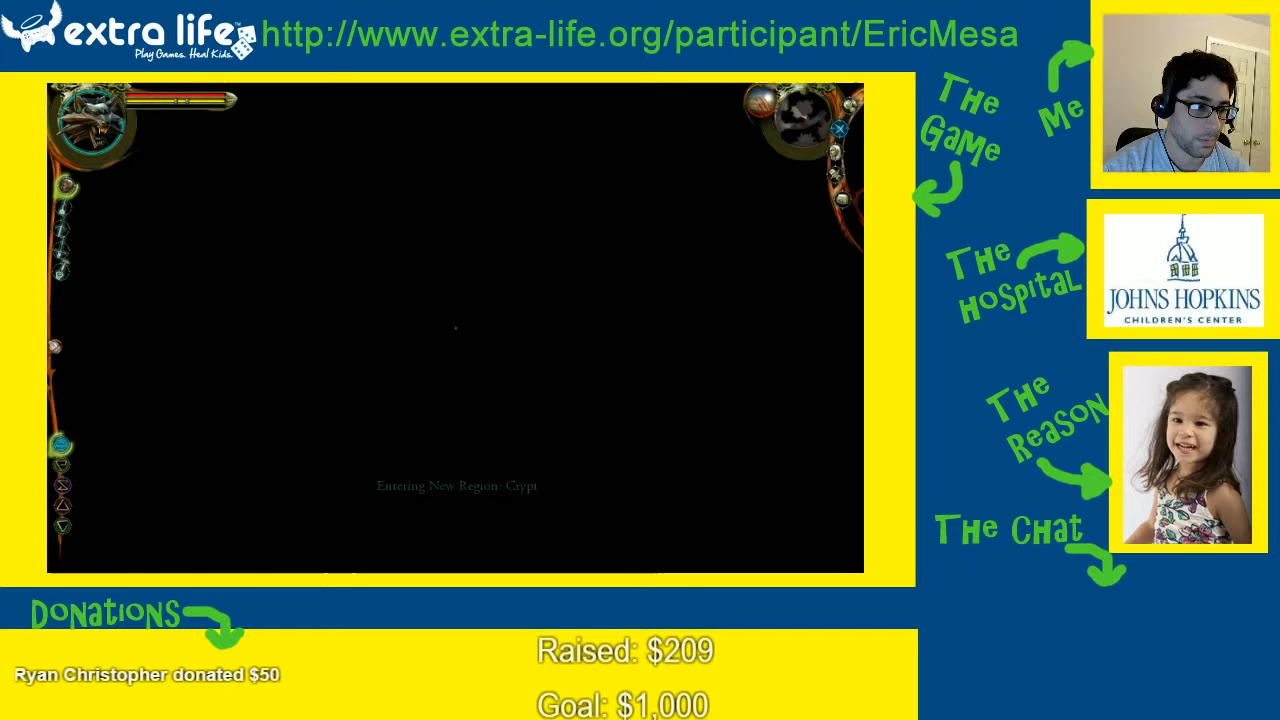 extra life
Play Games. Heal Kids.
http://www.extra-life.org/participant/EricMesa
THE GAME
Me
THE HOSPITAL
JOHNS HOPKINS
CHILDREN'S CENTER
THE REASON
THE CHAT
Entering New Region: Crypt
DONATIONS
Ryan Christopher donated $50
Raised: $209
Goal: $1,000